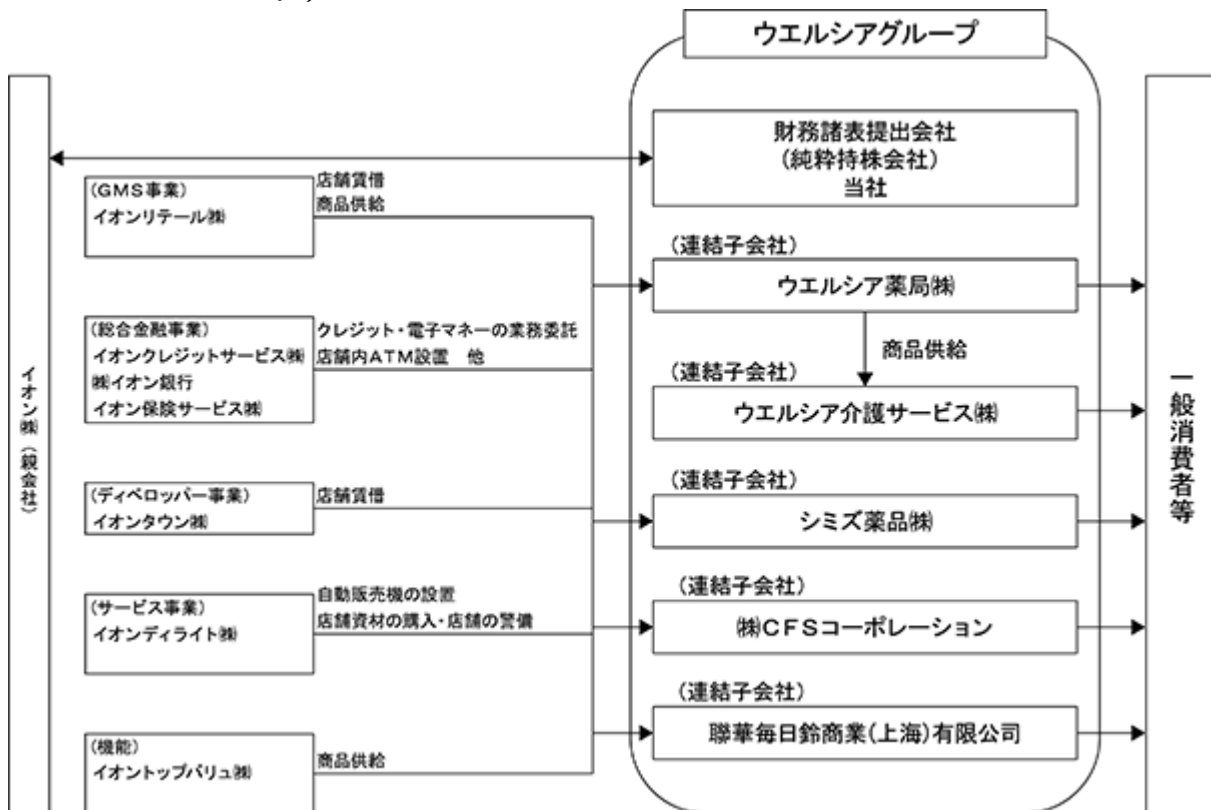 ウエルシアグループ
財務諸表提出会社
(純粋持株会社)
当社
イオン㈱(親会社)
(GMS事業)
イオンリテール㈱
店舗賃借
商品供給
(連結子会社)
ウエルシア薬局㈱
(総合金融事業)
イオンクレジットサービス㈱
㈱イオン銀行
イオン保険サービス㈱
クレジット・電子マネーの業務委託
店舗内ATM設置 他
商品供給
(連結子会社)
ウエルシア介護サービス㈱
(ディベロッパー事業)
イオンタウン㈱
店舗賃借
(連結子会社)
シミズ薬品㈱
(サービス事業)
イオンディライト㈱
自動販売機の設置
店舗資材の購入・店舗の警備
(連結子会社)
㈱CFSコーポレーション
(機能)
イオントップバリュ㈱
商品供給
(連結子会社)
聯華毎日鈴商業(上海)有限公司
一般消費者等